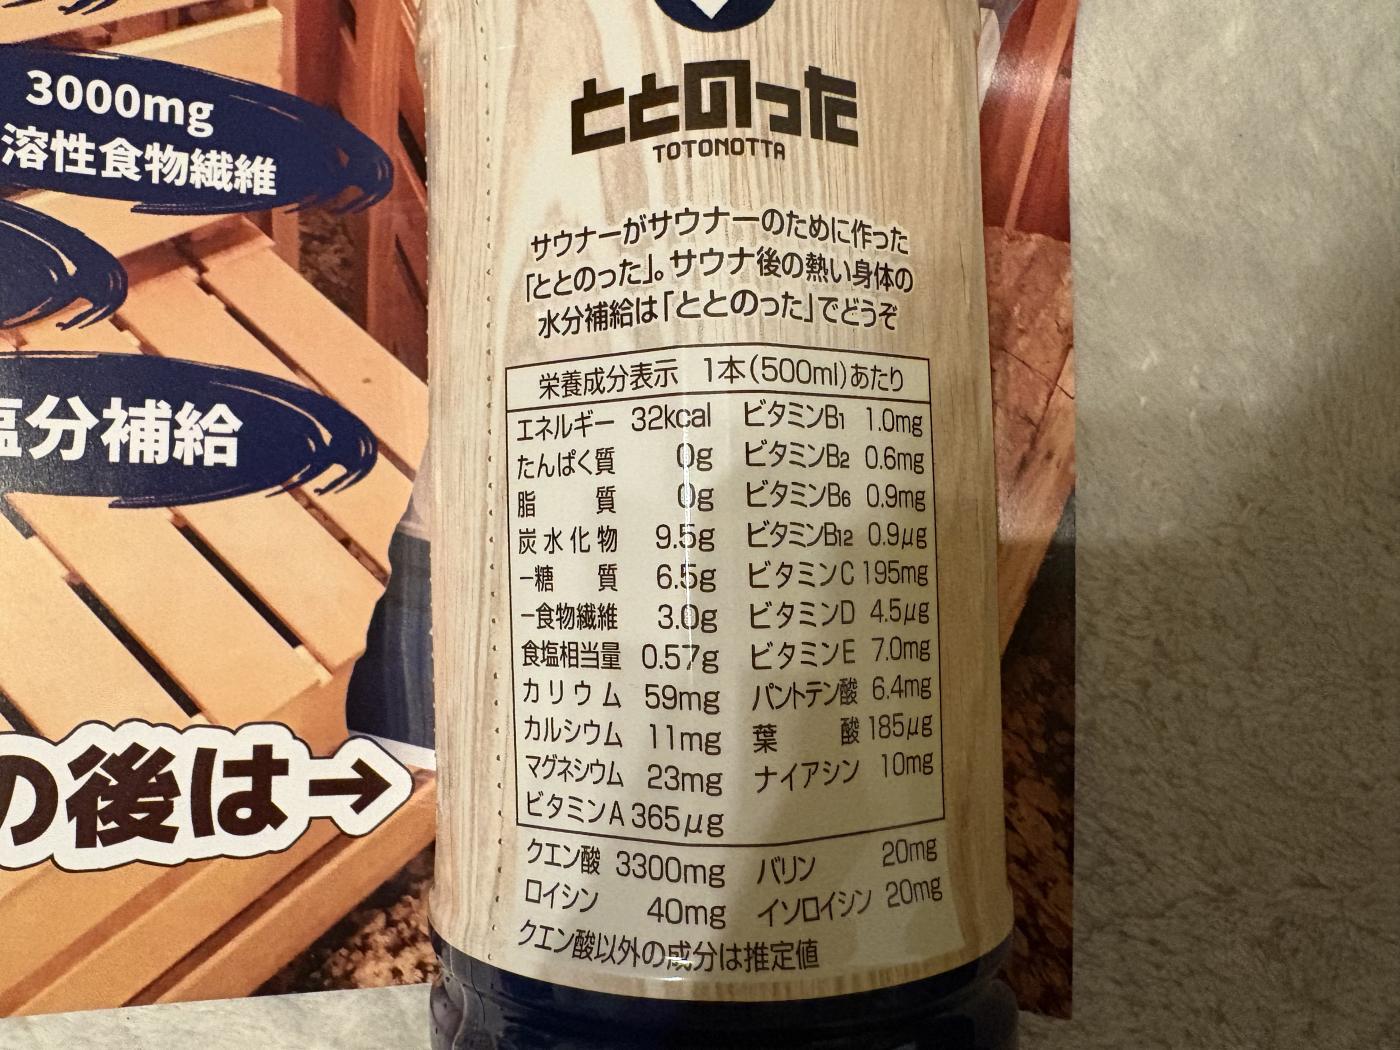 3000mg
溶性食物繊維
塩分補給
の後は→
ととのった
TOTONOTTA
サウナーがサウナーのために作った
「ととのった」。サウナ後の熱い身体の
水分補給は「ととのった」でどうぞ
栄養成分表示 1本(500ml)あたり
エネルギー 32kcal ビタミンB1 1.0mg
たんぱく質 0g ビタミンB2 0.6mg
脂質 0g ビタミンB6 0.9mg
炭水化物 9.5g ビタミンB12 0.9μg
−糖質 6.5g ビタミンC 195mg
−食物繊維 3.0g ビタミンD 4.5μg
食塩相当量 0.57g ビタミンE 7.0mg
カリウム 59mg パントテン酸 6.4mg
カルシウム 11mg 葉酸 185μg
マグネシウム 23mg ナイアシン 10mg
ビタミンA 365μg
クエン酸 3300mg バリン 20mg
ロイシン 40mg イソロイシン 20mg
クエン酸以外の成分は推定値